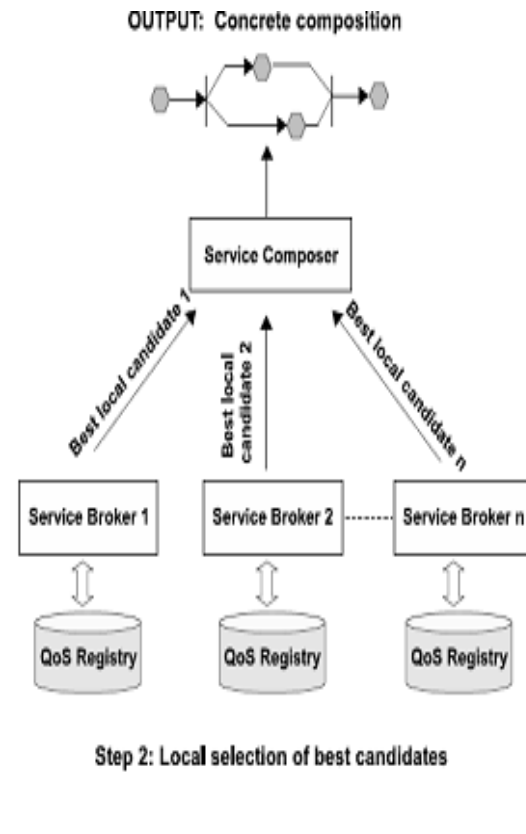 OUTPUT: Concrete composition
Service Composer
Best local candidate 1
Best local
candidate 2
Best local candidate n
Service Broker 1
Service Broker 2
Service Broker n
QoS Registry
QoS Registry
QoS Registry
Step 2: Local selection of best candidates